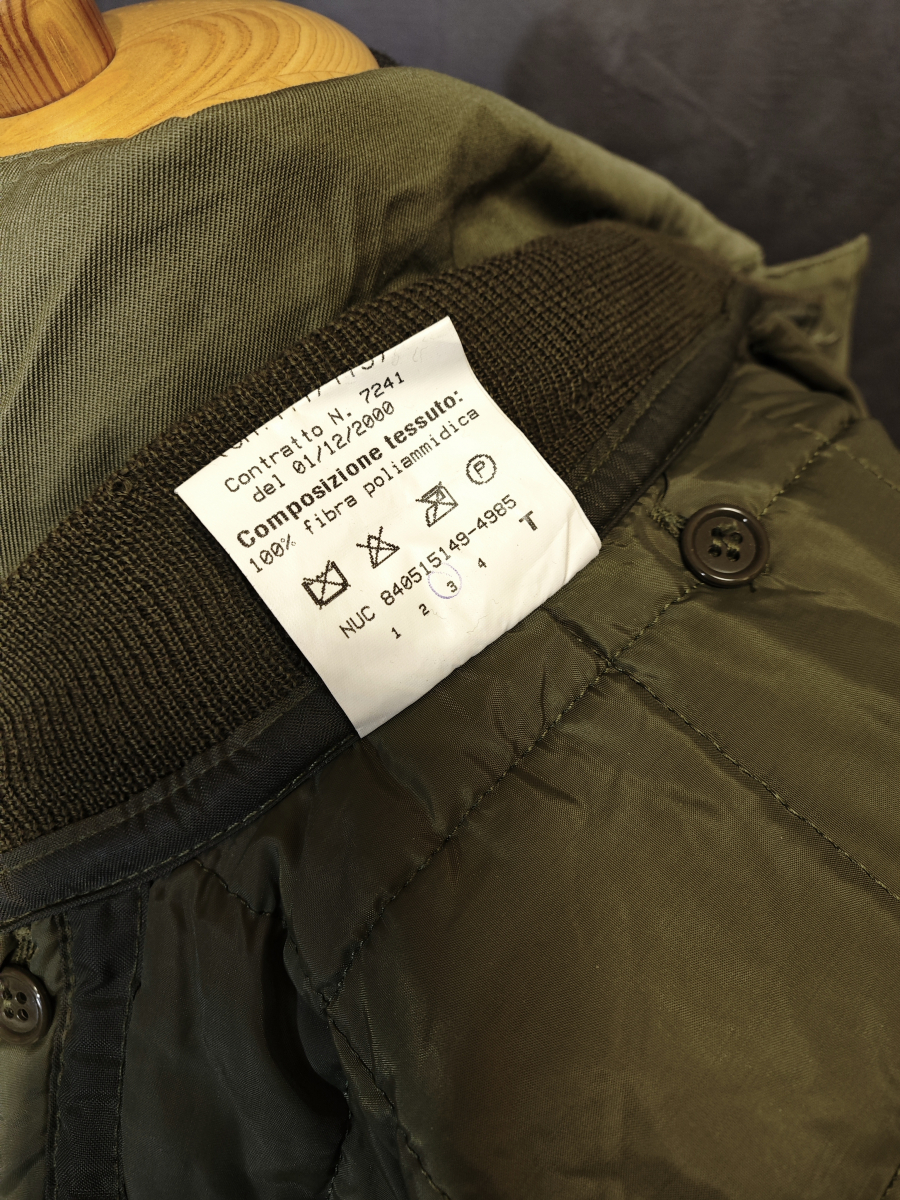 Contratto N. 7241
del 01/12/2000
Composizione tessuto:
100% fibra poliammidica
P
NUC 840515149-4985
1 2 3 4 T